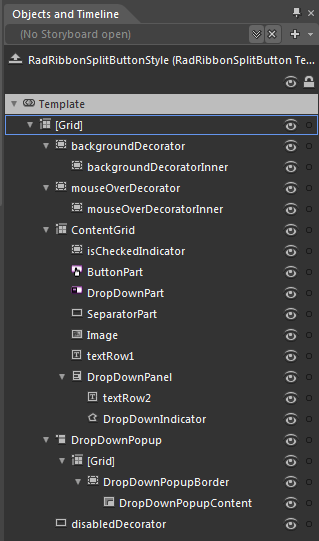 Objects and Timeline
(No Storyboard open)
RadRibbonSplitButtonStyle (RadRibbonSplitButton Te...
Template
[Grid]
backgroundDecorator
backgroundDecoratorInner
mouseOverDecorator
mouseOverDecoratorInner
ContentGrid
isCheckedIndicator
ButtonPart
DropDownPart
SeparatorPart
Image
textRow1
DropDownPanel
textRow2
DropDownIndicator
DropDownPopup
[Grid]
DropDownPopupBorder
DropDownPopupContent
disabledDecorator